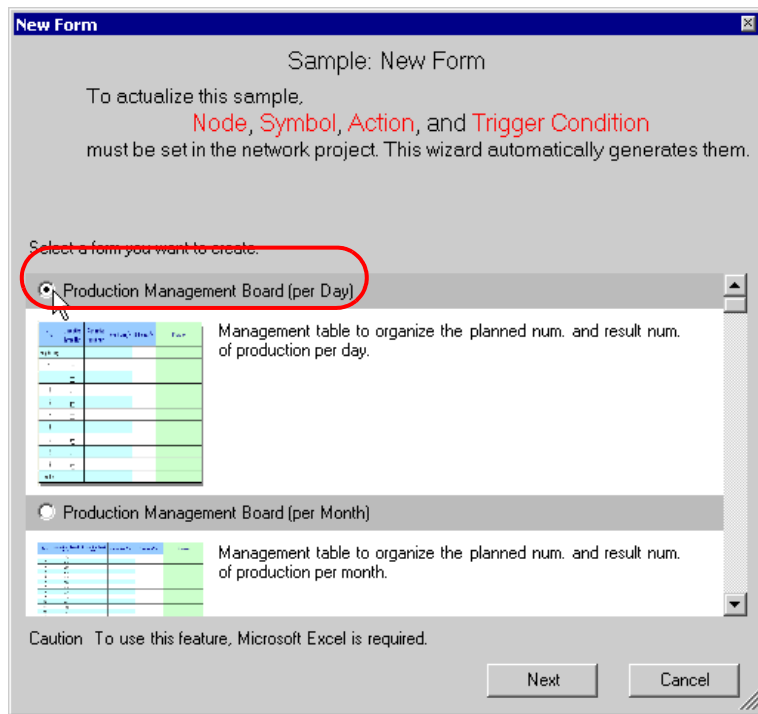 New Form
Sample: New Form
To actualize this sample,
Node, Symbol, Action, and Trigger Condition
must be set in the network project. This wizard automatically generates them.
Select a form you want to create.
Production Management Board (per Day)
Management table to organize the planned num. and result num.
of production per day.
Production Management Board (per Month)
Management table to organize the planned num. and result num.
of production per month.
Caution To use this feature, Microsoft Excel is required.
Next
Cancel